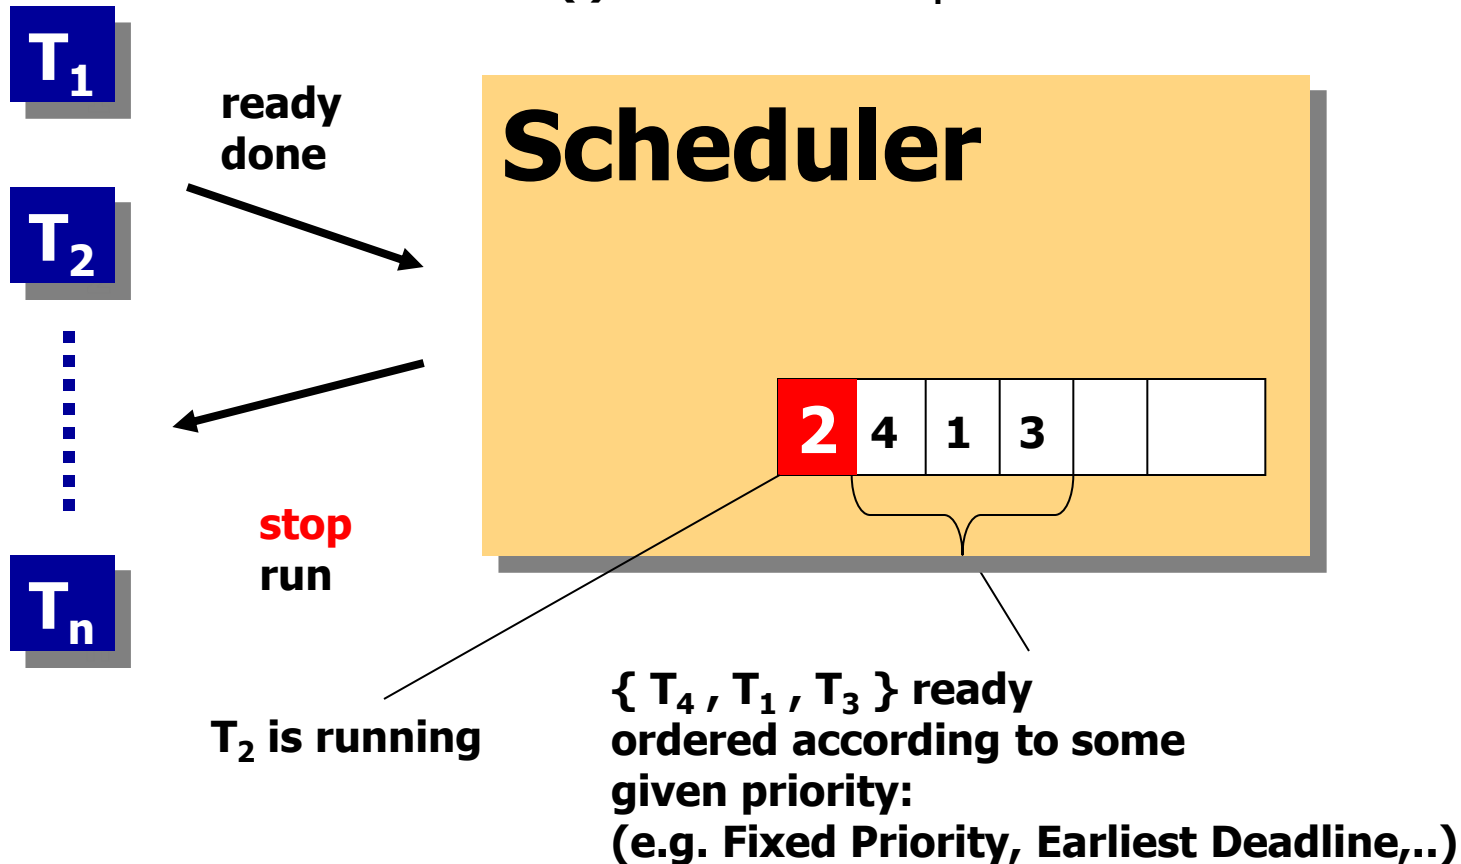 T1
ready
done
Scheduler
T2
2 4 1 3
stop
run
Tn
T2 is running
{ T4 , T1 , T3 } ready
ordered according to some
given priority:
(e.g. Fixed Priority, Earliest Deadline,..)